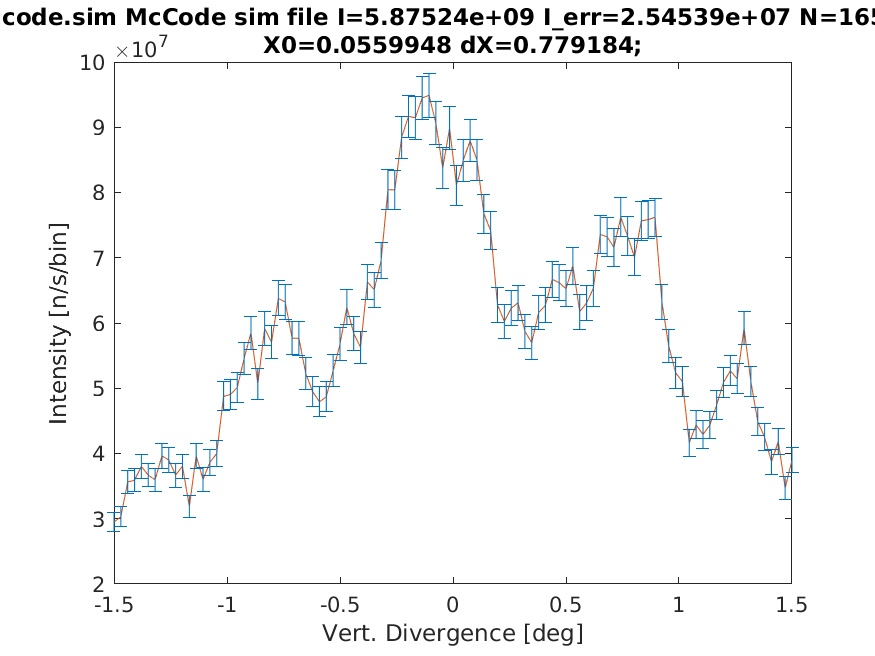 code.sim McCode sim file I=5.87524e+09 I_err=2.54539e+07 N=165
X0=0.0559948 dX=0.779184;
×10^7
10
9
8
7
6
5
4
3
2
Intensity [n/s/bin]
-1.5 -1 -0.5 0 0.5 1 1.5
Vert. Divergence [deg]